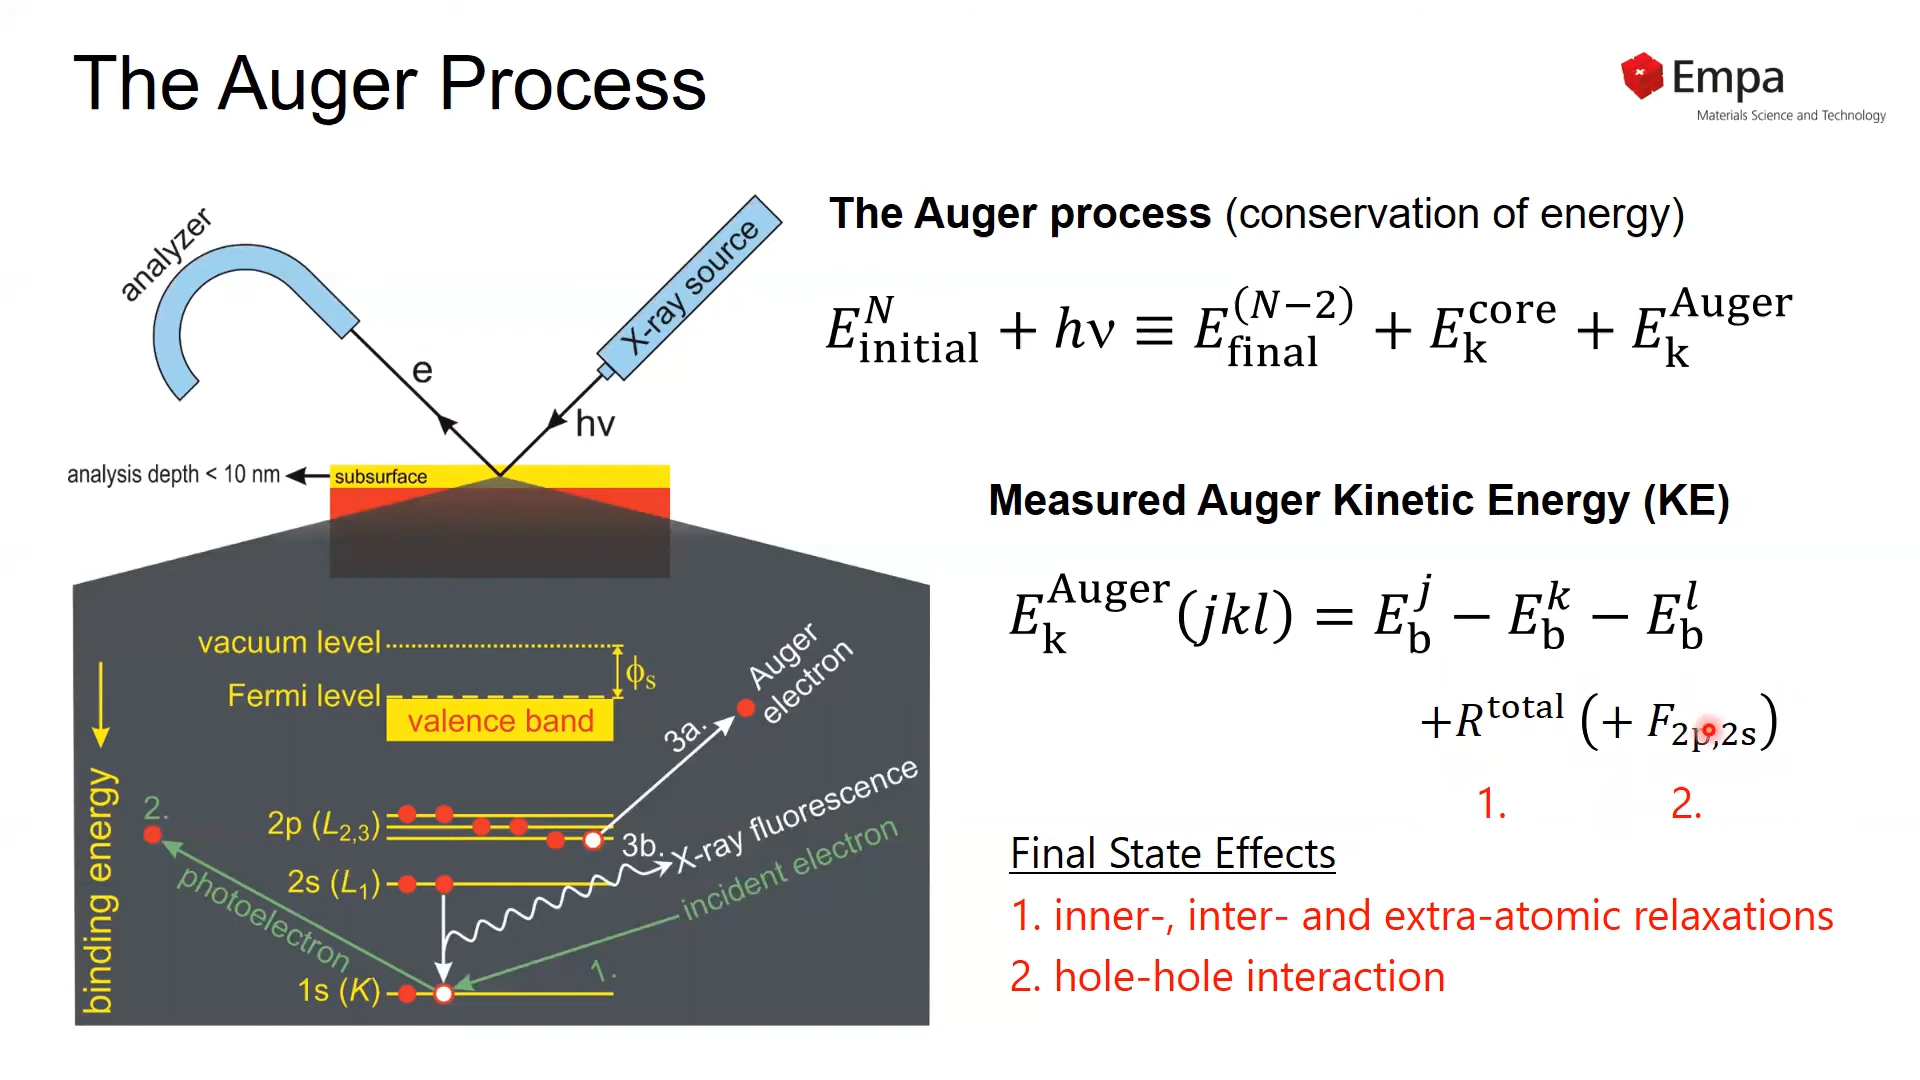 The Auger Process
Empa
Materials Science and Technology
The Auger process (conservation of energy)
E^N_initial + hν ≡ E^(N−2)_final + E^core_k + E^Auger_k
Measured Auger Kinetic Energy (KE)
E^Auger_k (jkl) = E^j_b − E^k_b − E^l_b
+R^total (+ F_2p,2s)
1. 2.
Final State Effects
1. inner-, inter- and extra-atomic relaxations
2. hole-hole interaction
analyzer
X-ray source
e
hν
analysis depth < 10 nm
subsurface
vacuum level
ϕs
Fermi level
valence band
Auger
electron
3a.
binding energy
2.
2p (L2,3)
3b.
X-ray fluorescence
2s (L1)
incident electron
photoelectron
1.
1s (K)